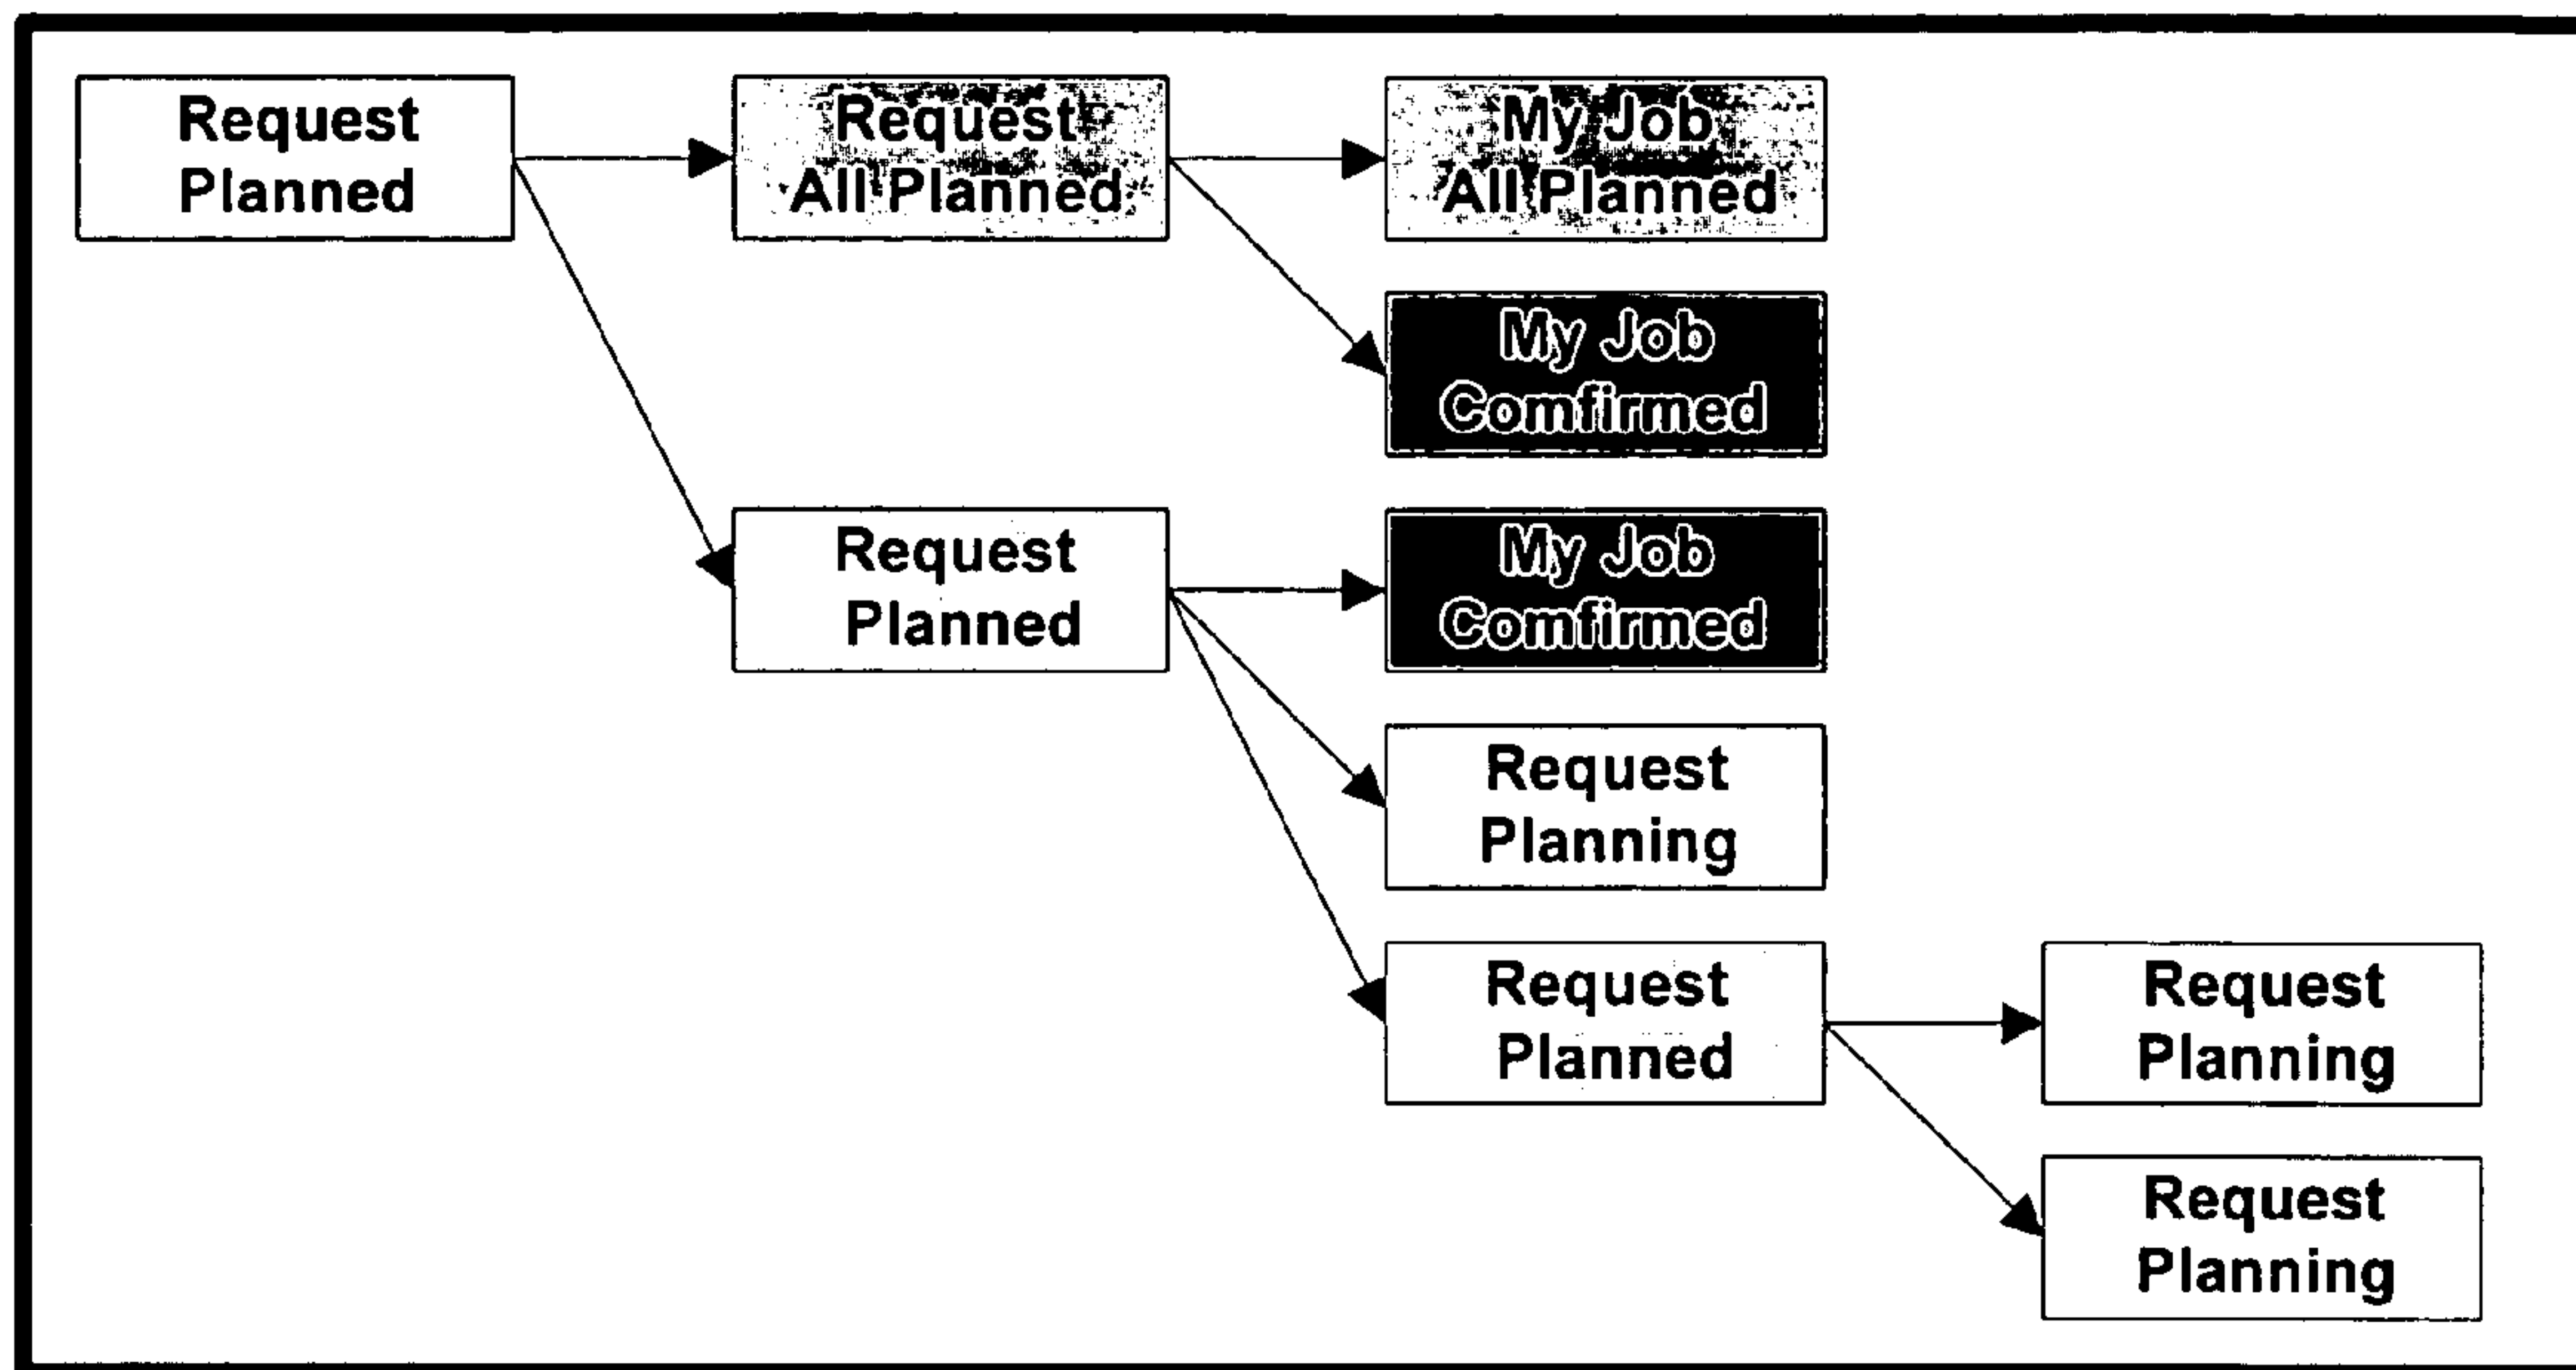 Request
Planned
Request
All Planned
My Job
All Planned
My Job
Comfirmed
Request
Planned
My Job
Comfirmed
Request
Planning
Request
Planned
Request
Planning
Request
Planning